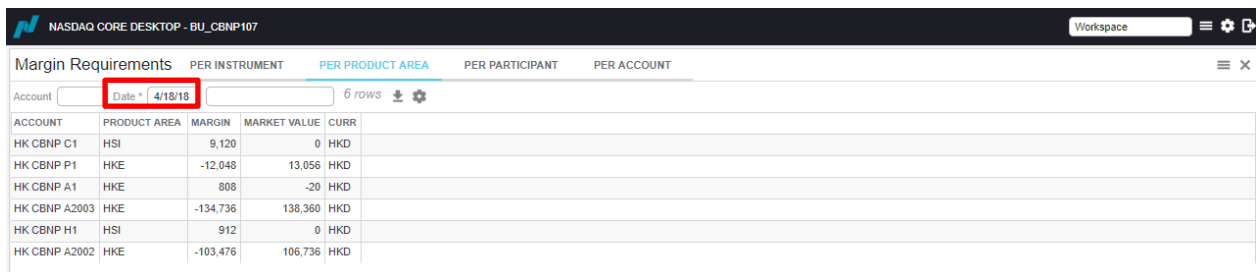 NASDAQ CORE DESKTOP - BU_CBNP107 Workspace
Margin Requirements PER INSTRUMENT PER PRODUCT AREA PER PARTICIPANT PER ACCOUNT
Account Date * 4/18/18 6 rows
ACCOUNT PRODUCT AREA MARGIN MARKET VALUE CURR
HK CBNP C1 HSI 9,120 0 HKD
HK CBNP P1 HKE -12,048 13,056 HKD
HK CBNP A1 HKE 808 -20 HKD
HK CBNP A2003 HKE -134,736 138,360 HKD
HK CBNP H1 HSI 912 0 HKD
HK CBNP A2002 HKE -103,476 106,736 HKD